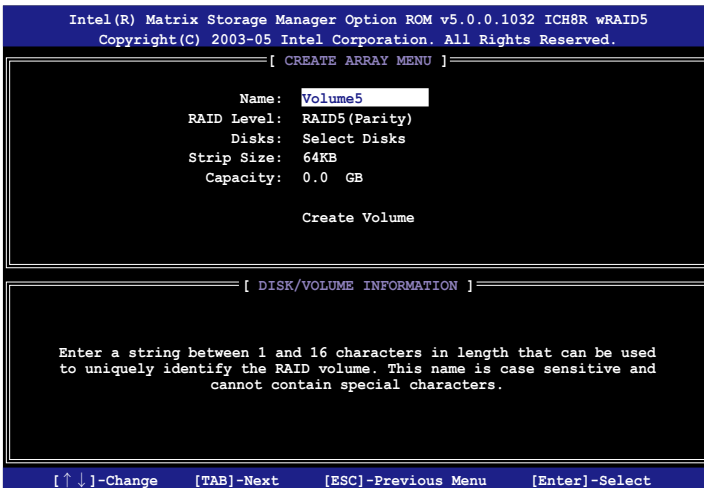 Intel(R) Matrix Storage Manager Option ROM v5.0.0.1032 ICH8R wRAID5
Copyright(C) 2003-05 Intel Corporation. All Rights Reserved.
[ CREATE ARRAY MENU ]
Name: Volume5
RAID Level: RAID5(Parity)
Disks: Select Disks
Strip Size: 64KB
Capacity: 0.0 GB
Create Volume
[ DISK/VOLUME INFORMATION ]
Enter a string between 1 and 16 characters in length that can be used
to uniquely identify the RAID volume. This name is case sensitive and
cannot contain special characters.
[↑↓]-Change [TAB]-Next [ESC]-Previous Menu [Enter]-Select